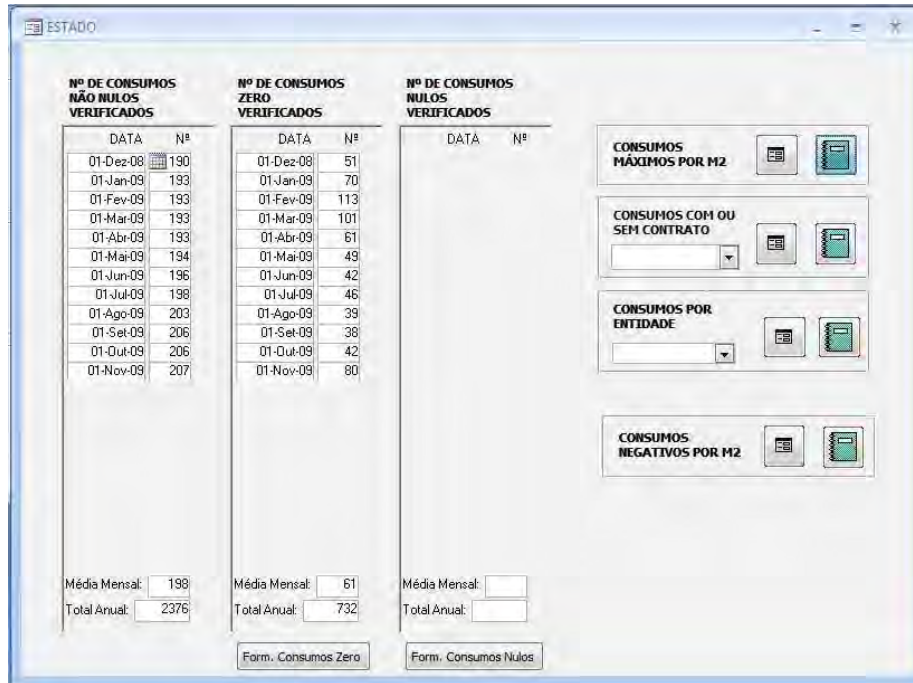 ESTADO
Nº DE CONSUMOS
NÃO NULOS
VERIFICADOS
DATA Nº
01-Dez-08 190
01-Jan-09 193
01-Fev-09 193
01-Mar-09 193
01-Abr-09 193
01-Mai-09 194
01-Jun-09 196
01-Jul-09 198
01-Ago-09 203
01-Set-09 206
01-Out-09 206
01-Nov-09 207
Média Mensal: 198
Total Anual: 2376
Nº DE CONSUMOS
ZERO
VERIFICADOS
DATA Nº
01-Dez-08 51
01-Jan-09 70
01-Fev-09 113
01-Mar-09 101
01-Abr-09 61
01-Mai-09 49
01-Jun-09 42
01-Jul-09 46
01-Ago-09 39
01-Set-09 38
01-Out-09 42
01-Nov-09 80
Média Mensal: 61
Total Anual: 732
Form. Consumos Zero
Nº DE CONSUMOS
NULOS
VERIFICADOS
DATA Nº
Média Mensal:
Total Anual:
Form. Consumos Nulos
CONSUMOS
MÁXIMOS POR M2
CONSUMOS COM OU
SEM CONTRATO
CONSUMOS POR
ENTIDADE
CONSUMOS
NEGATIVOS POR M2